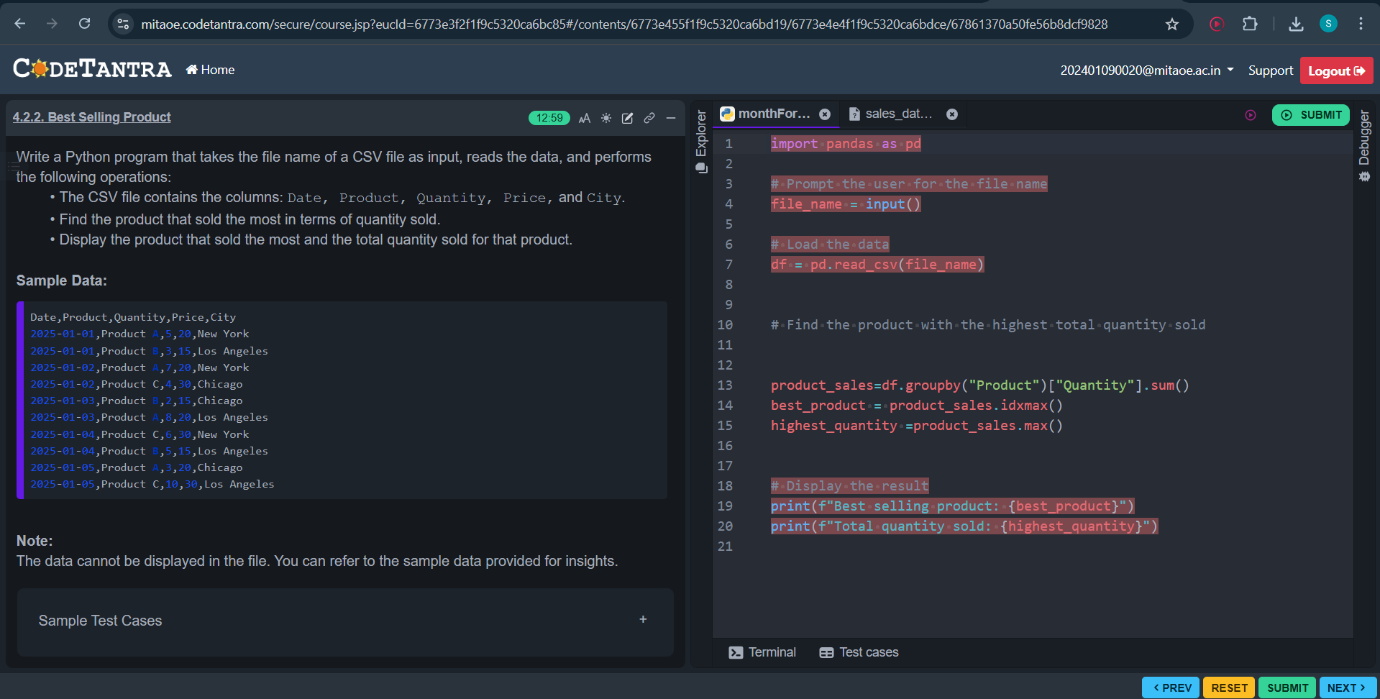 mitaoe.codetantra.com/secure/course.jsp?eucId=6773e3f2f1f9c5320ca6bc85#/contents/6773e455f1f9c5320ca6bd19/6773e4e4f1f9c5320ca6bdce/67861370a50fe56b8dcf9828
S
CODETANTRA
Home
202401090020@mitaoe.ac.in
Support
Logout
4.2.2. Best Selling Product
12:59
AA
Write a Python program that takes the file name of a CSV file as input, reads the data, and performs
the following operations:
• The CSV file contains the columns: Date, Product, Quantity, Price, and City.
• Find the product that sold the most in terms of quantity sold.
• Display the product that sold the most and the total quantity sold for that product.
Sample Data:
Date,Product,Quantity,Price,City
2025-01-01,Product A,5,20,New York
2025-01-01,Product B,3,15,Los Angeles
2025-01-02,Product A,7,20,New York
2025-01-02,Product C,4,30,Chicago
2025-01-03,Product B,2,15,Chicago
2025-01-03,Product A,8,20,Los Angeles
2025-01-04,Product C,6,30,New York
2025-01-04,Product B,5,15,Los Angeles
2025-01-05,Product A,3,20,Chicago
2025-01-05,Product C,10,30,Los Angeles
Note:
The data cannot be displayed in the file. You can refer to the sample data provided for insights.
Sample Test Cases
+
Explorer
monthFor...
sales_dat...
SUBMIT
Debugger
1 import pandas as pd
2
3 # Prompt the user for the file name
4 file_name = input()
5
6 # Load the data
7 df = pd.read_csv(file_name)
8
9
10 # Find the product with the highest total quantity sold
11
12
13 product_sales=df.groupby("Product")["Quantity"].sum()
14 best_product = product_sales.idxmax()
15 highest_quantity =product_sales.max()
16
17
18 # Display the result
19 print(f"Best selling product: {best_product}")
20 print(f"Total quantity sold: {highest_quantity}")
21
Terminal
Test cases
< PREV
RESET
SUBMIT
NEXT >